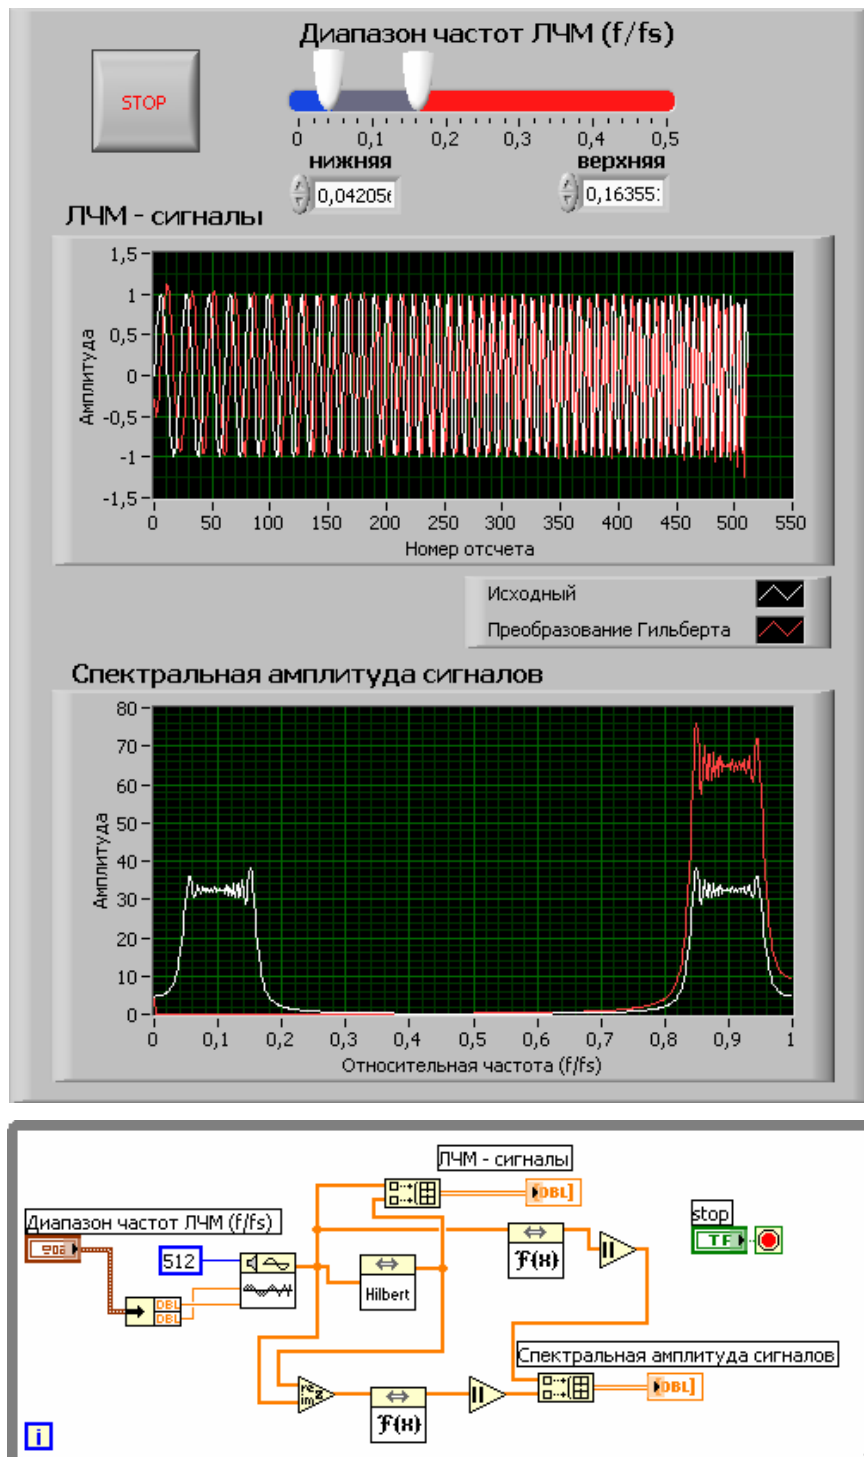 Диапазон частот ЛЧМ (f/fs)
STOP
0 0,1 0,2 0,3 0,4 0,5
нижняя верхняя
0,042056 0,16355
ЛЧМ - сигналы
1,5
1
0,5
0
-0,5
-1
-1,5
Амплитуда
0 50 100 150 200 250 300 350 400 450 500 550
Номер отсчета
Исходный
Преобразование Гильберта
Спектральная амплитуда сигналов
80
70
60
50
40
30
20
10
0
Амплитуда
0 0,1 0,2 0,3 0,4 0,5 0,6 0,7 0,8 0,9 1
Относительная частота (f/fs)
ЛЧМ - сигналы
DBL]
Диапазон частот ЛЧМ (f/fs)
stop
TF
512
F(x)
Hilbert
DBL
DBL
Спектральная амплитуда сигналов
DBL]
re
im
z
F(x)
i